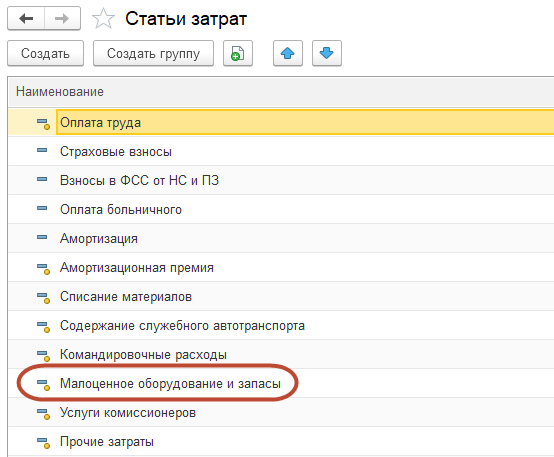 Статьи затрат
Создать Создать группу
Наименование
Оплата труда
Страховые взносы
Взносы в ФСС от НС и ПЗ
Оплата больничного
Амортизация
Амортизационная премия
Списание материалов
Содержание служебного автотранспорта
Командировочные расходы
Малоценное оборудование и запасы
Услуги комиссионеров
Прочие затраты